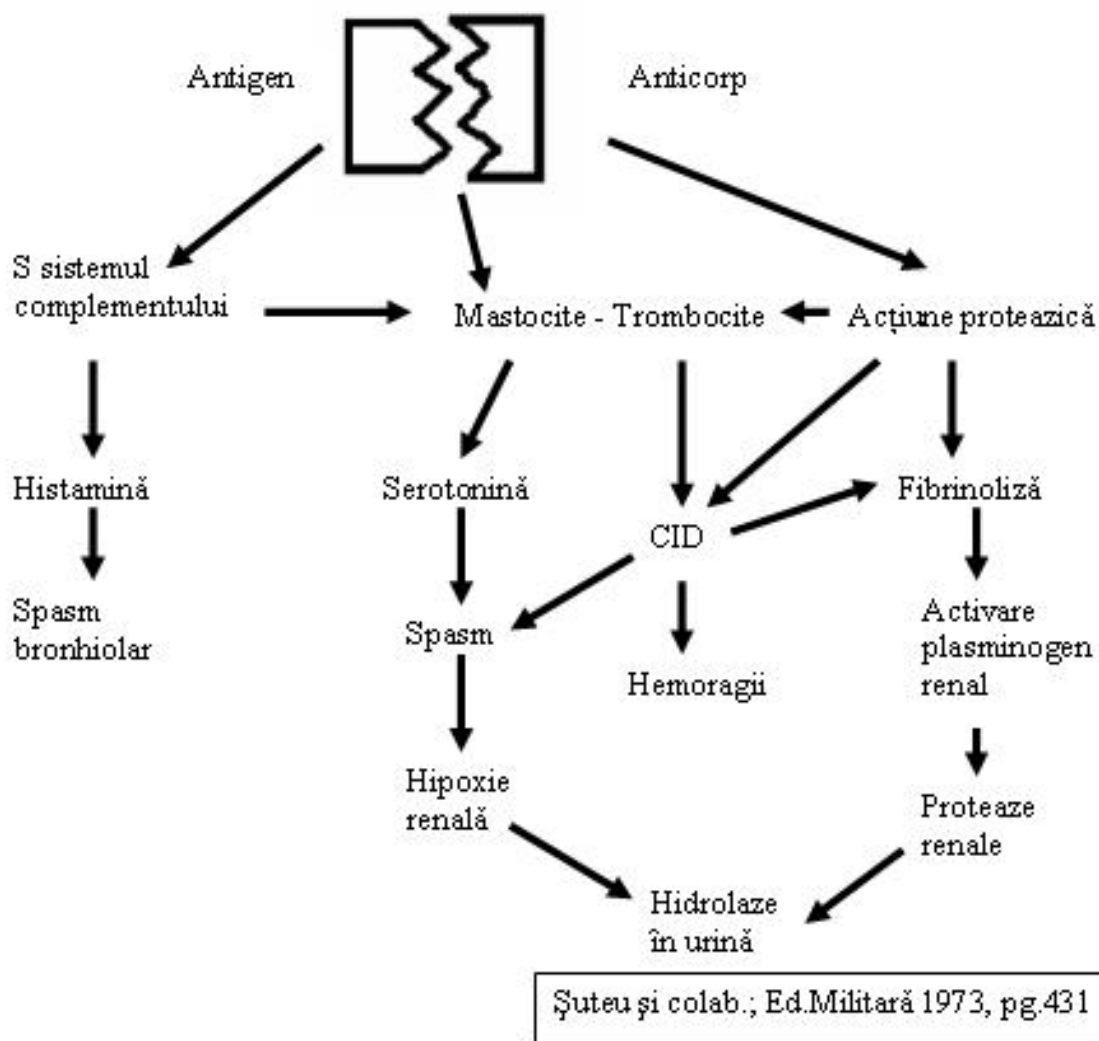 Antigen
Anticorp
S sistemul
complementului
Mastocite - Trombocite
Acțiune proteazică
Histamină
Serotonină
CID
Fibrinoliză
Spasm
bronhiolar
Spasm
Hemoragii
Activare
plasminogen
renal
Hipoxie
renală
Proteaze
renale
Hidrolaze
în urină
Şuteu şi colab.; Ed.Militară 1973, pg.431